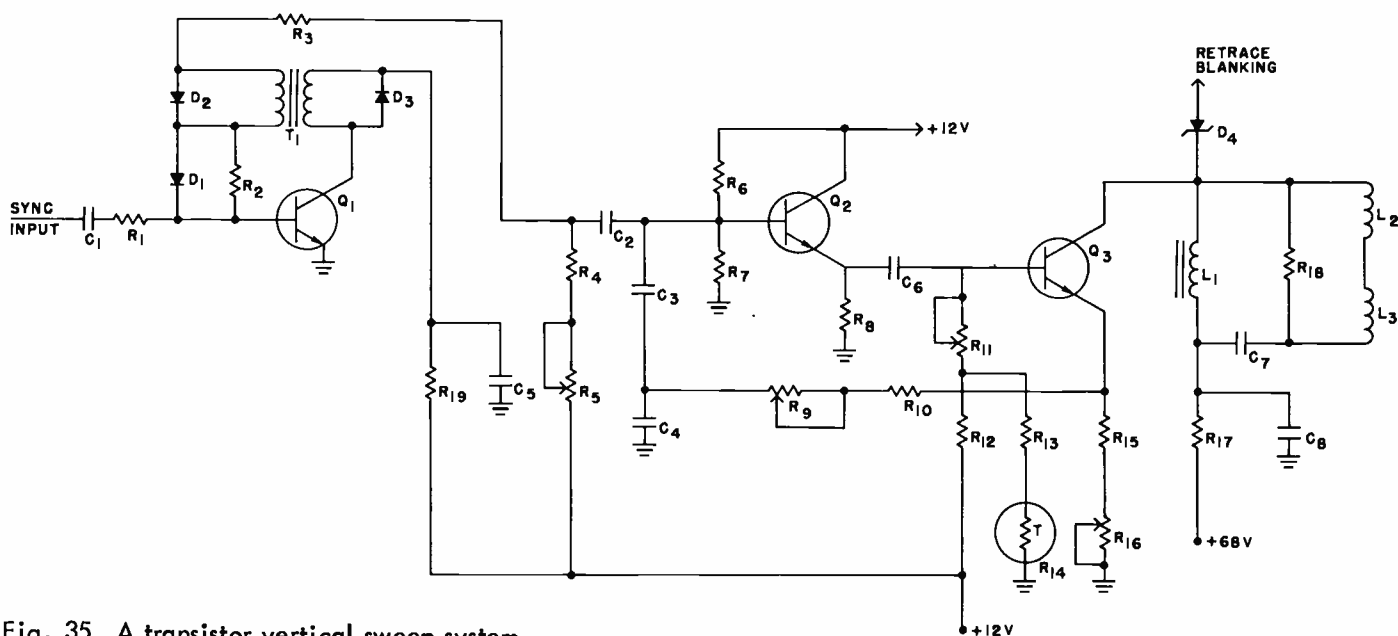 R3
RETRACE
BLANKING
D2
T1
D3
D4
+12V
R6
Q2
D1
R2
Q1
SYNC
INPUT
C1
R1
C2
L2
Q3
R4
C3
R7
C6
L1
R18
R8
L3
R11
C7
R19
C5
R5
R9
R10
C4
R12
R13
R15
R17
C8
T
R14
R16
+68V
Fig. 35. A transistor vertical sweep system
+12V